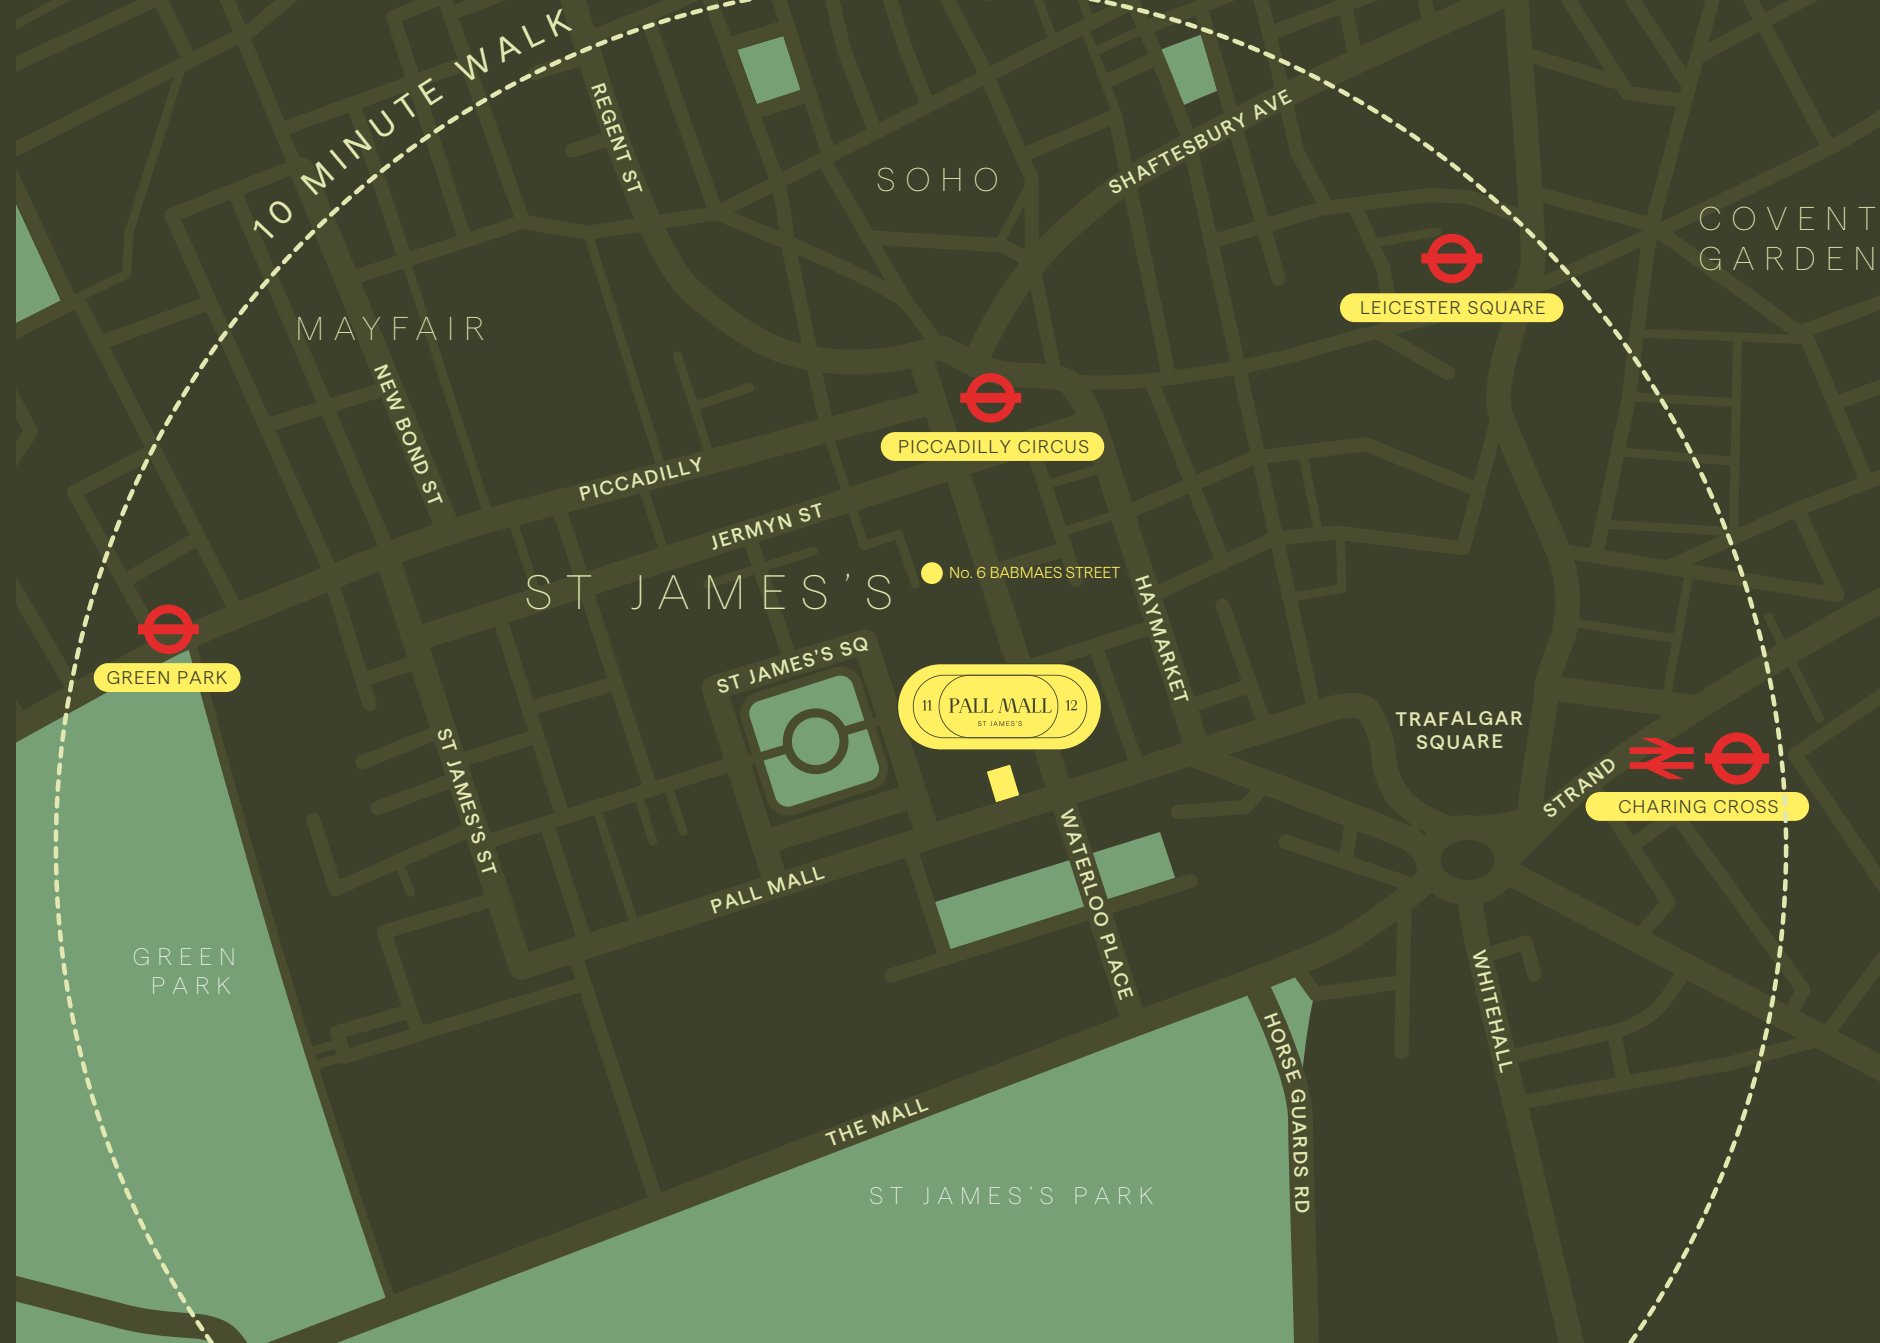 10 MINUTE WALK
REGENT ST
SOHO
SHAFTESBURY AVE
COVENT
GARDEN
MAYFAIR
LEICESTER SQUARE
NEW BOND ST
PICCADILLY CIRCUS
PICCADILLY
JERMYN ST
ST JAMES’S
No. 6 BABMAES STREET
HAYMARKET
GREEN PARK
ST JAMES’S SQ
11 PALL MALL 12
ST JAMES’S
TRAFALGAR
SQUARE
STRAND
CHARING CROSS
ST JAMES’S ST
WATERLOO PLACE
PALL MALL
GREEN
PARK
WHITEHALL
HORSE GUARDS RD
THE MALL
ST JAMES’S PARK